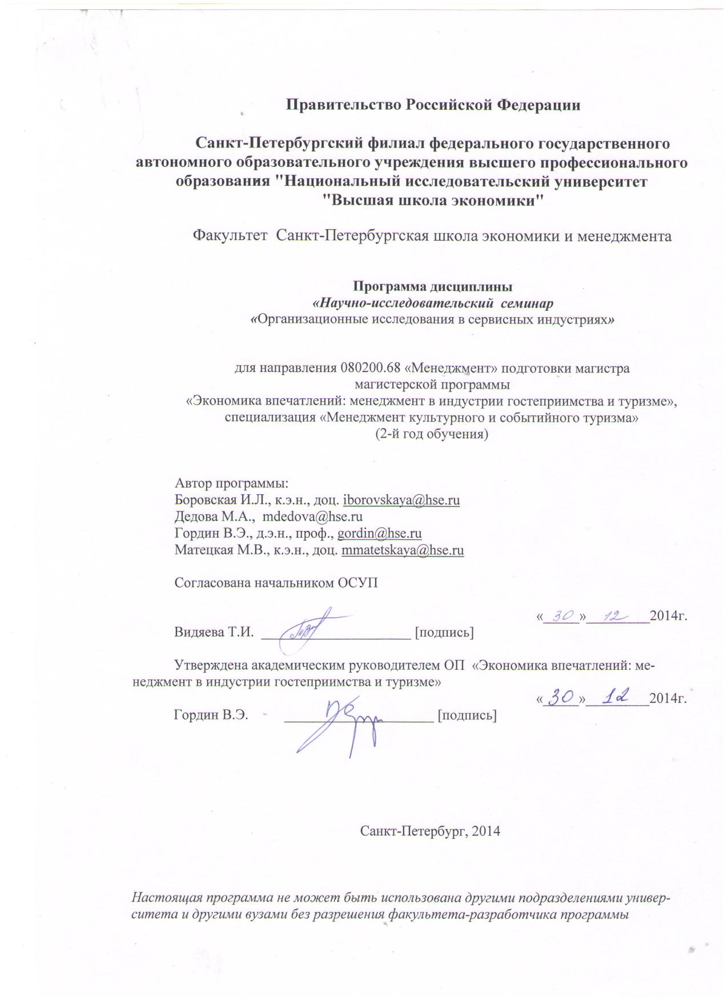 Правительство Российской Федерации
Санкт-Петербургский филиал федерального государственного
автономного образовательного учреждения высшего профессионального
образования "Национальный исследовательский университет
"Высшая школа экономики"
Факультет Санкт-Петербургская школа экономики и менеджмента
Программа дисциплины
«Научно-исследовательский семинар
«Организационные исследования в сервисных индустриях»
для направления 080200.68 «Менеджмент» подготовки магистра
магистерской программы
«Экономика впечатлений: менеджмент в индустрии гостеприимства и туризме»,
специализация «Менеджмент культурного и событийного туризма»
(2-й год обучения)
Автор программы:
Боровская И.Л., к.э.н., доц. iborovskaya@hse.ru
Дедова М.А., mdedova@hse.ru
Гордин В.Э., д.э.н., проф., gordin@hse.ru
Матецкая М.В., к.э.н., доц. mmatetskaya@hse.ru
Согласована начальником ОСУП
«30» 12 2014г.
Видяева Т.И. ____________________ [подпись]
Утверждена академическим руководителем ОП «Экономика впечатлений: ме-
неджмент в индустрии гостеприимства и туризме»
«30» 12 2014г.
Гордин В.Э. ____________________ [подпись]
Санкт-Петербург, 2014
Настоящая программа не может быть использована другими подразделениями универ-
ситета и другими вузами без разрешения факультета-разработчика программы